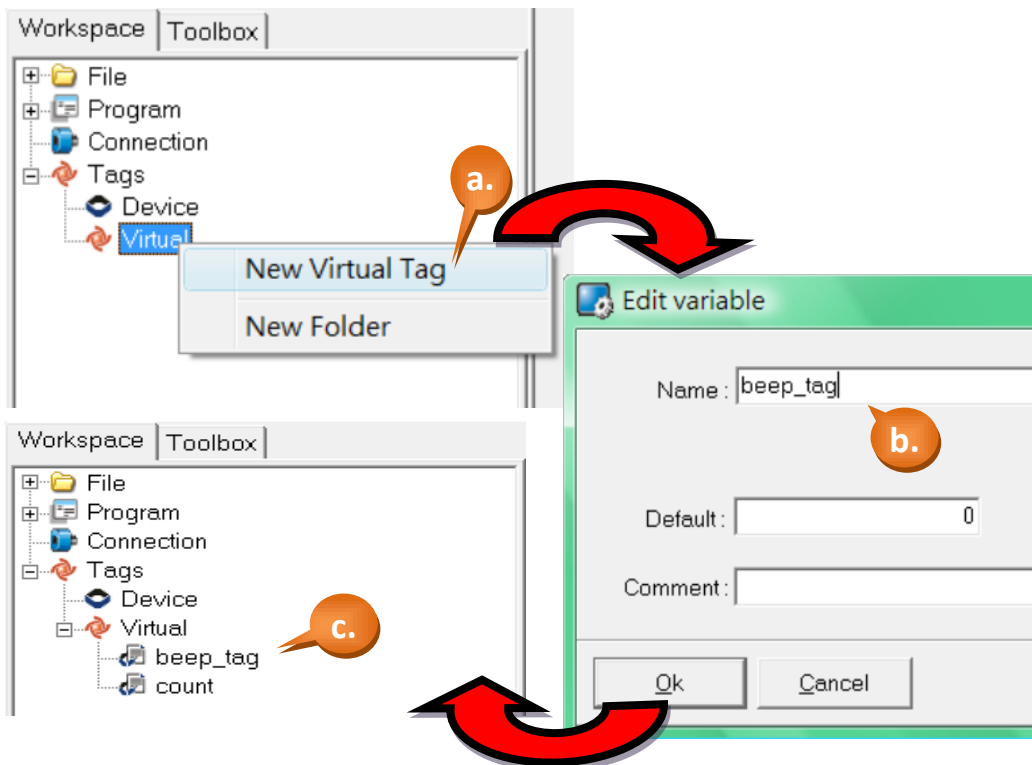 Workspace Toolbox
File
Program
Connection
Tags
Device
Virtual
a.
New Virtual Tag
New Folder
Edit variable
Name : beep_tag
b.
Default : 0
Comment :
Ok Cancel
Workspace Toolbox
File
Program
Connection
Tags
Device
Virtual
c.
beep_tag
count